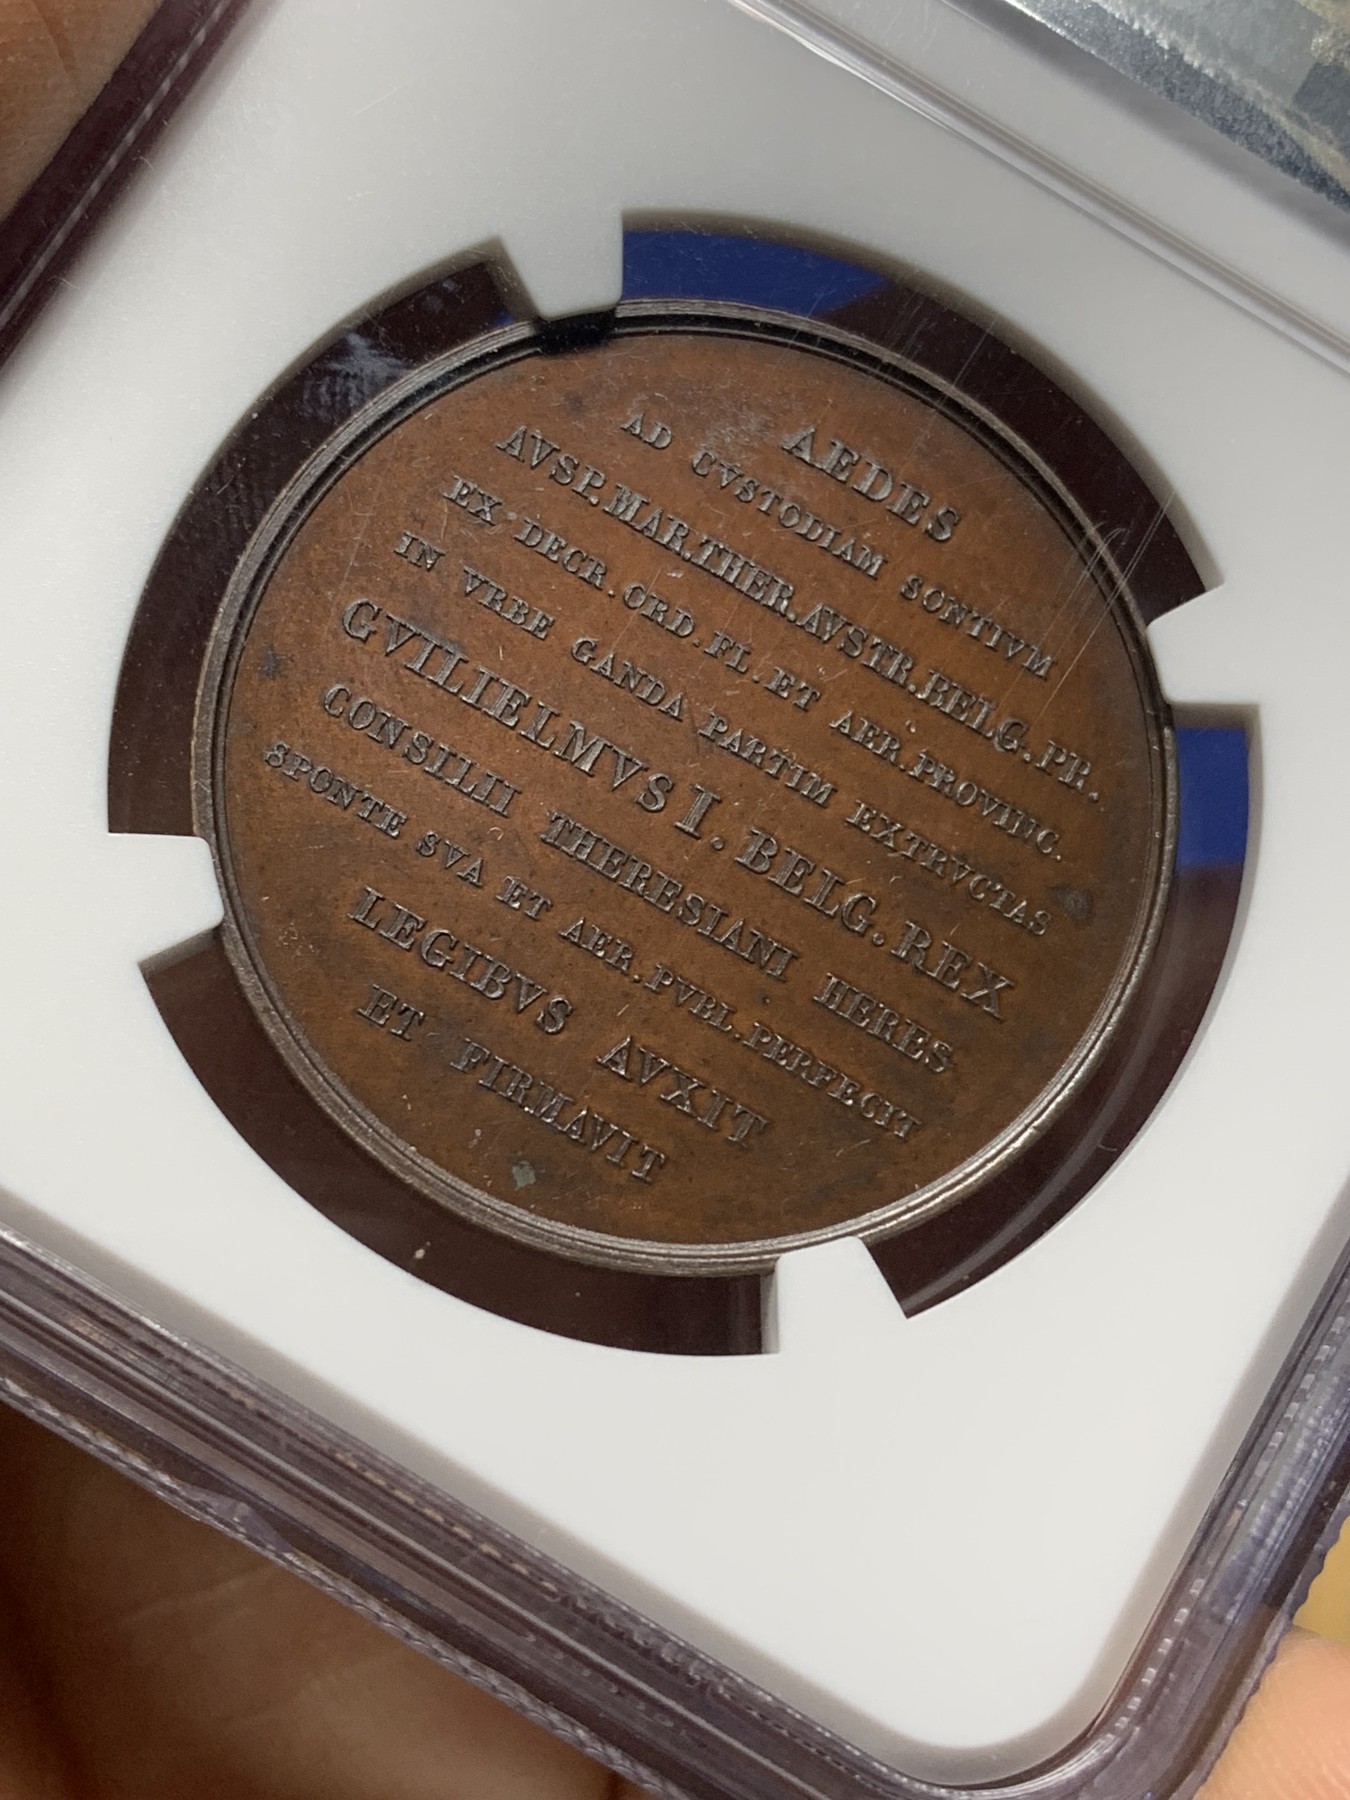 AEDES
AD CVSTODIAM SONTIVM
AVSP. MAR. THER. AVSTR. BELG. PR.
EX DECR. ORD. FL. ET AER. PROVINC.
IN VRBE GANDA PARTIM EXTRVCTAS
GVILIELMVS I. BELG. REX
CONSILII THERESIANI HERES
SPONTE SVA ET AER. PVBL. PERFECIT
LEGIBVS AVXIT
ET FIRMAVIT